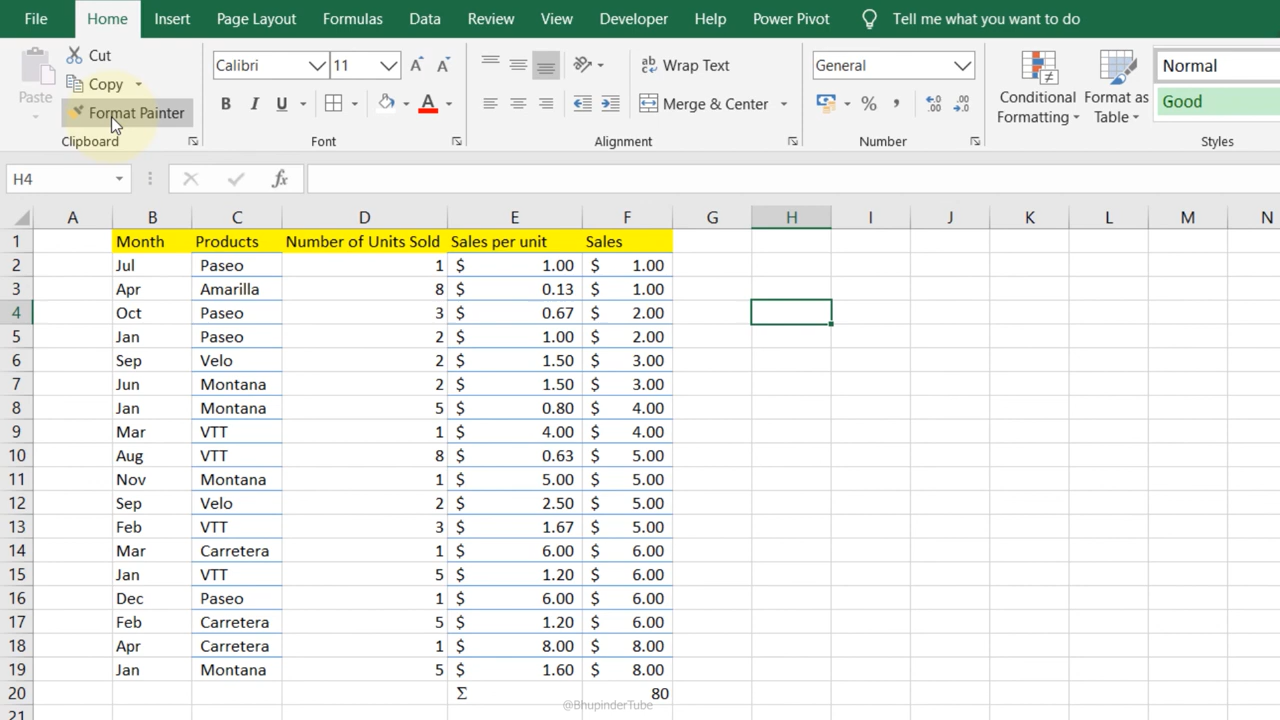 File Home Insert Page Layout Formulas Data Review View Developer Help Power Pivot Tell me what you want to do
Paste
Cut
Copy
Format Painter
Clipboard
Calibri 11
B I U A
Font
Wrap Text
Merge & Center
Alignment
General
%
Number
Conditional Formatting
Format as Table
Normal
Good
Styles
H4 fx
A B C D E F G H I J K L M N
1 Month Products Number of Units Sold Sales per unit Sales
2 Jul Paseo 1 $ 1.00 $ 1.00
3 Apr Amarilla 8 $ 0.13 $ 1.00
4 Oct Paseo 3 $ 0.67 $ 2.00
5 Jan Paseo 2 $ 1.00 $ 2.00
6 Sep Velo 2 $ 1.50 $ 3.00
7 Jun Montana 2 $ 1.50 $ 3.00
8 Jan Montana 5 $ 0.80 $ 4.00
9 Mar VTT 1 $ 4.00 $ 4.00
10 Aug VTT 8 $ 0.63 $ 5.00
11 Nov Montana 1 $ 5.00 $ 5.00
12 Sep Velo 2 $ 2.50 $ 5.00
13 Feb VTT 3 $ 1.67 $ 5.00
14 Mar Carretera 1 $ 6.00 $ 6.00
15 Jan VTT 5 $ 1.20 $ 6.00
16 Dec Paseo 1 $ 6.00 $ 6.00
17 Feb Carretera 5 $ 1.20 $ 6.00
18 Apr Carretera 1 $ 8.00 $ 8.00
19 Jan Montana 5 $ 1.60 $ 8.00
20 Σ 80
@BhupinderTube
21